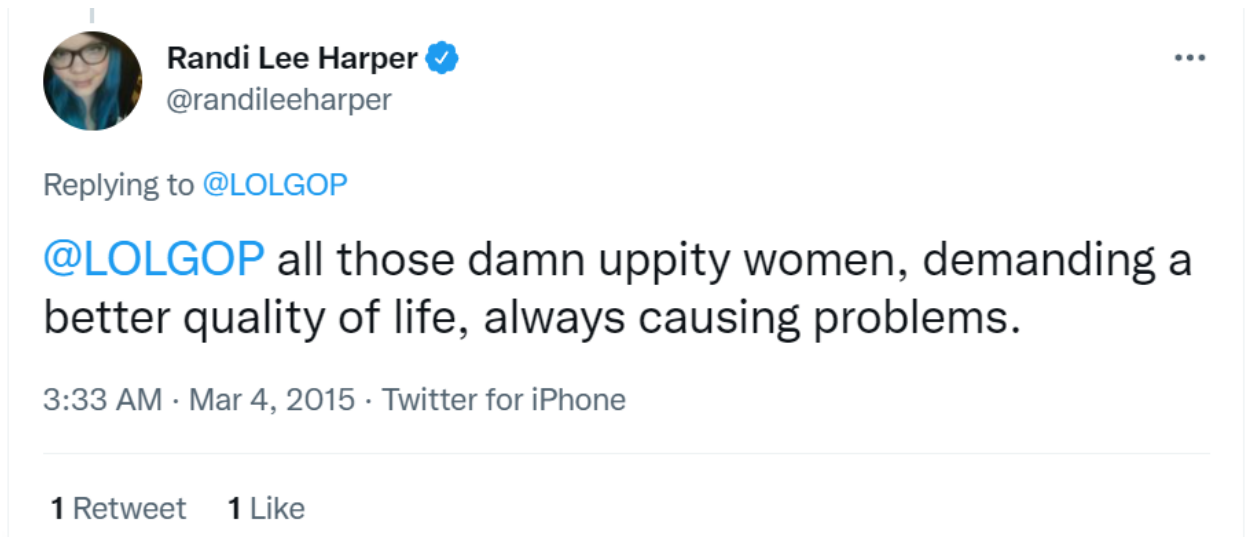 Randi Lee Harper
@randileeharper
Replying to @LOLGOP
@LOLGOP all those damn uppity women, demanding a
better quality of life, always causing problems.
3:33 AM · Mar 4, 2015 · Twitter for iPhone
1 Retweet 1 Like